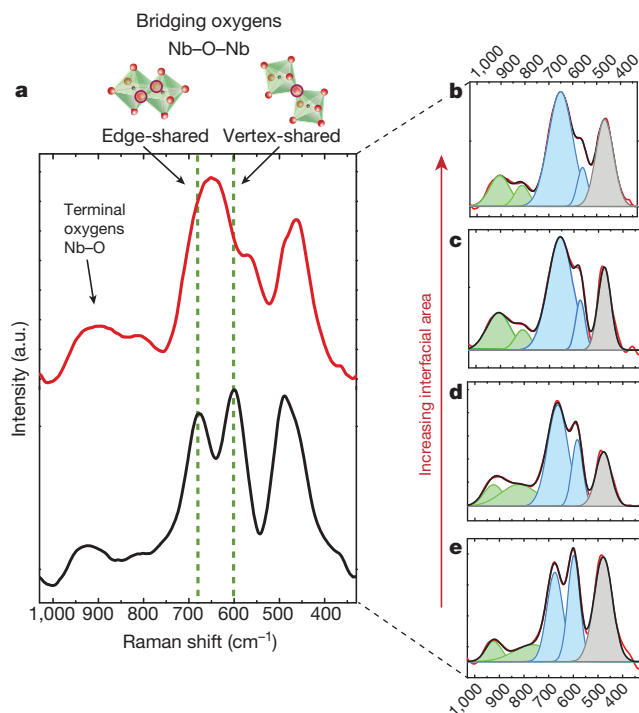 Bridging oxygens
Nb–O–Nb
a
Edge-shared
Vertex-shared
Terminal
oxygens
Nb–O
Intensity (a.u.)
1,000 900 800 700 600 500 400
Raman shift (cm–1)
Increasing interfacial area
1,000 900 800 700 600 500 400
b
c
d
e
1,000 900 800 700 600 500 400